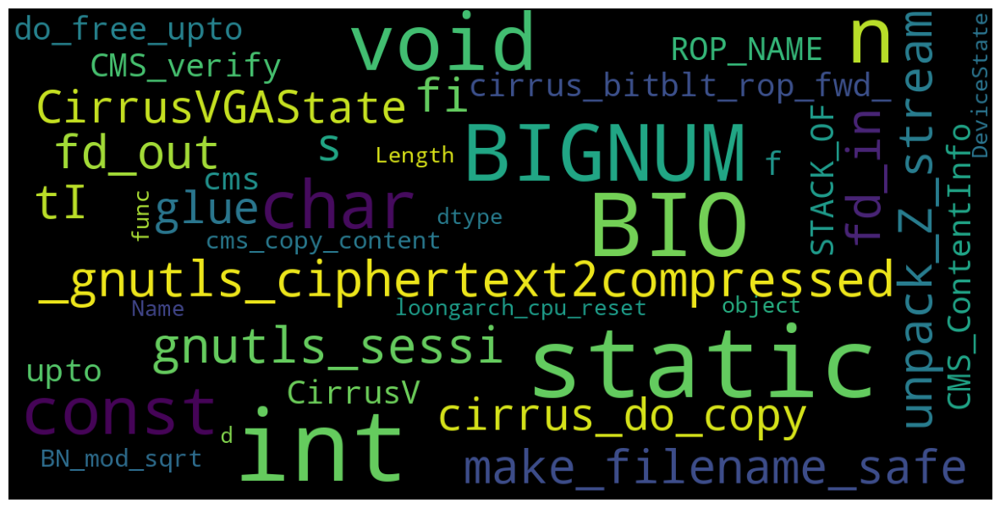 do_free_upto
void
ROP_NAME
n
unpack_Z_stream
DeviceState
CMS_verify
CirrusVGAState
fi
cirrus_bitblt_rop_fwd_
fd_out
s
Length
BIGNUM
f
STACK_OF
fd_in
CMS_ContentInfo
tI
func
cms
glue
char
dtype
BIO
cms_copy_content
_gnutls_ciphertext2compressed
Name
loongarch_cpu_reset
object
gnutls_sessi
static
upto
const
CirrusV
cirrus_do_copy
d
int
BN_mod_sqrt
make_filename_safe